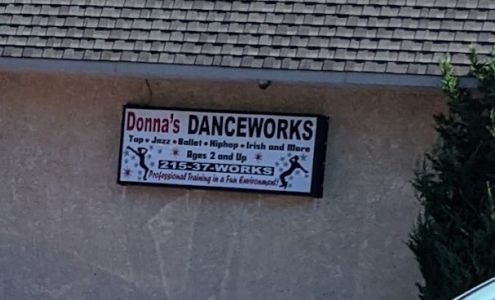 Donna's DANCEWORKS
Tap • Jazz • Ballet • Hiphop • Irish and More
Ages 2 and Up
215-37-WORKS
Professional Training in a Fun Environment!